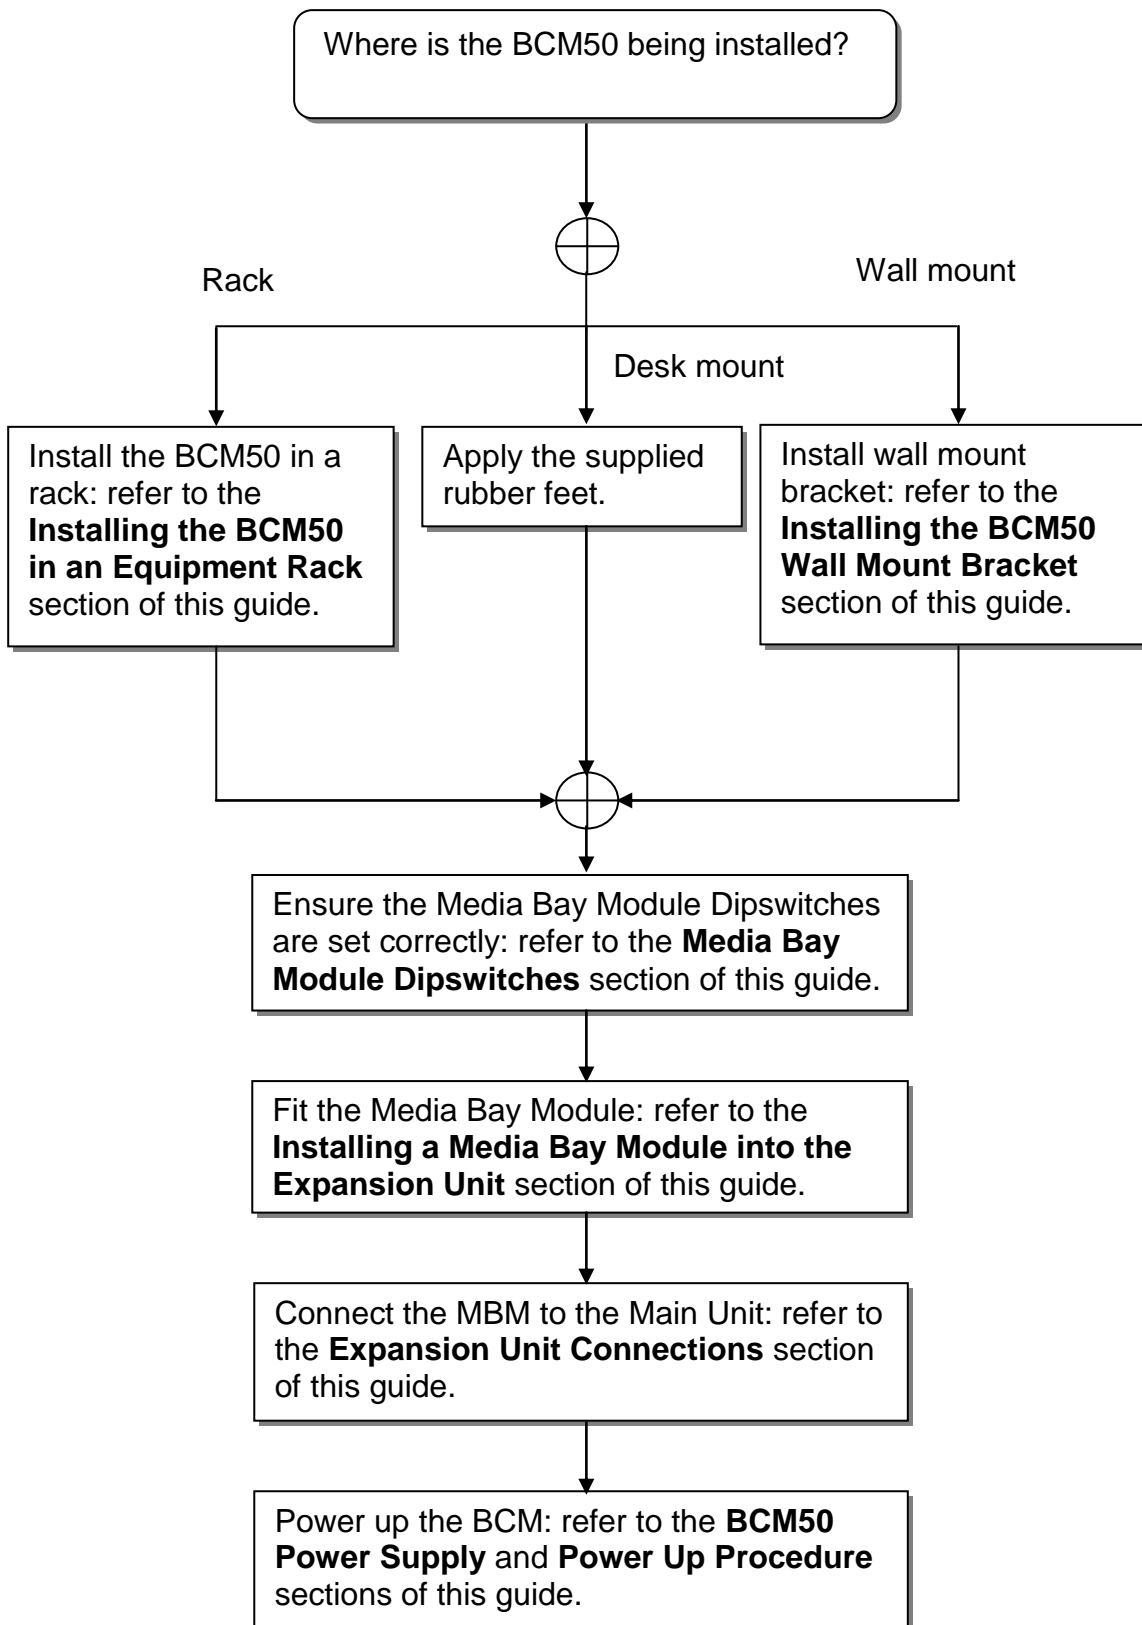 Where is the BCM50 being installed?
Rack
Wall mount
Desk mount
Install the BCM50 in a
rack: refer to the
Installing the BCM50
in an Equipment Rack
section of this guide.
Apply the supplied
rubber feet.
Install wall mount
bracket: refer to the
Installing the BCM50
Wall Mount Bracket
section of this guide.
Ensure the Media Bay Module Dipswitches
are set correctly: refer to the Media Bay
Module Dipswitches section of this guide.
Fit the Media Bay Module: refer to the
Installing a Media Bay Module into the
Expansion Unit section of this guide.
Connect the MBM to the Main Unit: refer to
the Expansion Unit Connections section
of this guide.
Power up the BCM: refer to the BCM50
Power Supply and Power Up Procedure
sections of this guide.